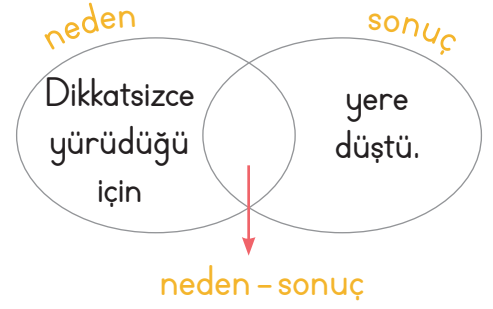 neden
sonuç
Dikkatsizce
yürüdüğü
için
yere
düştü.
neden – sonuç